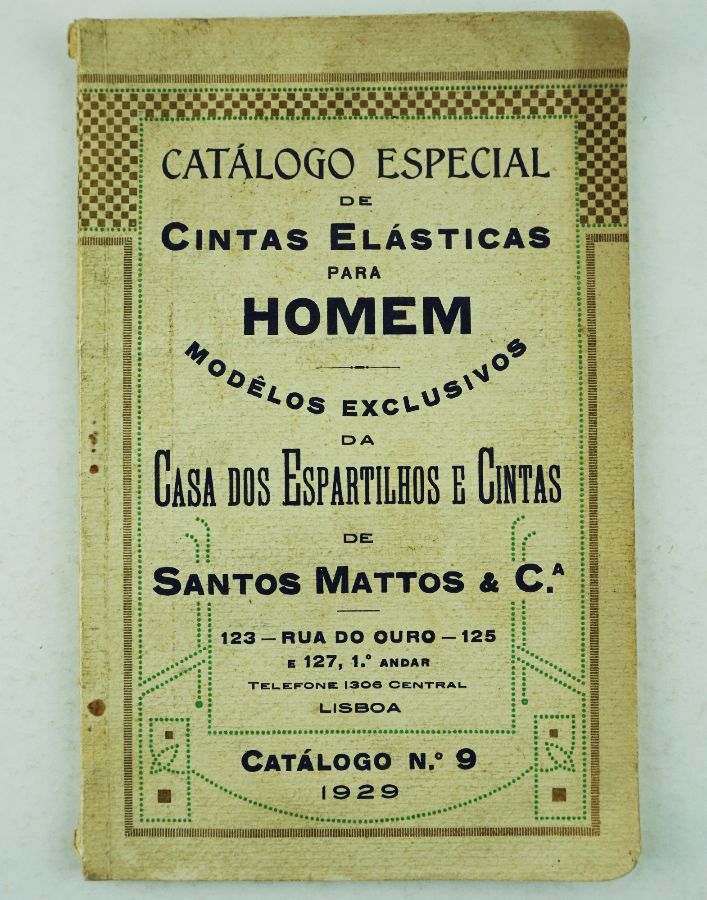 CATÁLOGO ESPECIAL
DE
CINTAS ELÁSTICAS
PARA
HOMEM
MODÊLOS EXCLUSIVOS
DA
CASA DOS ESPARTILHOS E CINTAS
DE
SANTOS MATTOS & C.ᴬ
123 — RUA DO OURO — 125
E 127, 1.º ANDAR
TELEFONE 1306 CENTRAL
LISBOA
CATÁLOGO N.º 9
1929